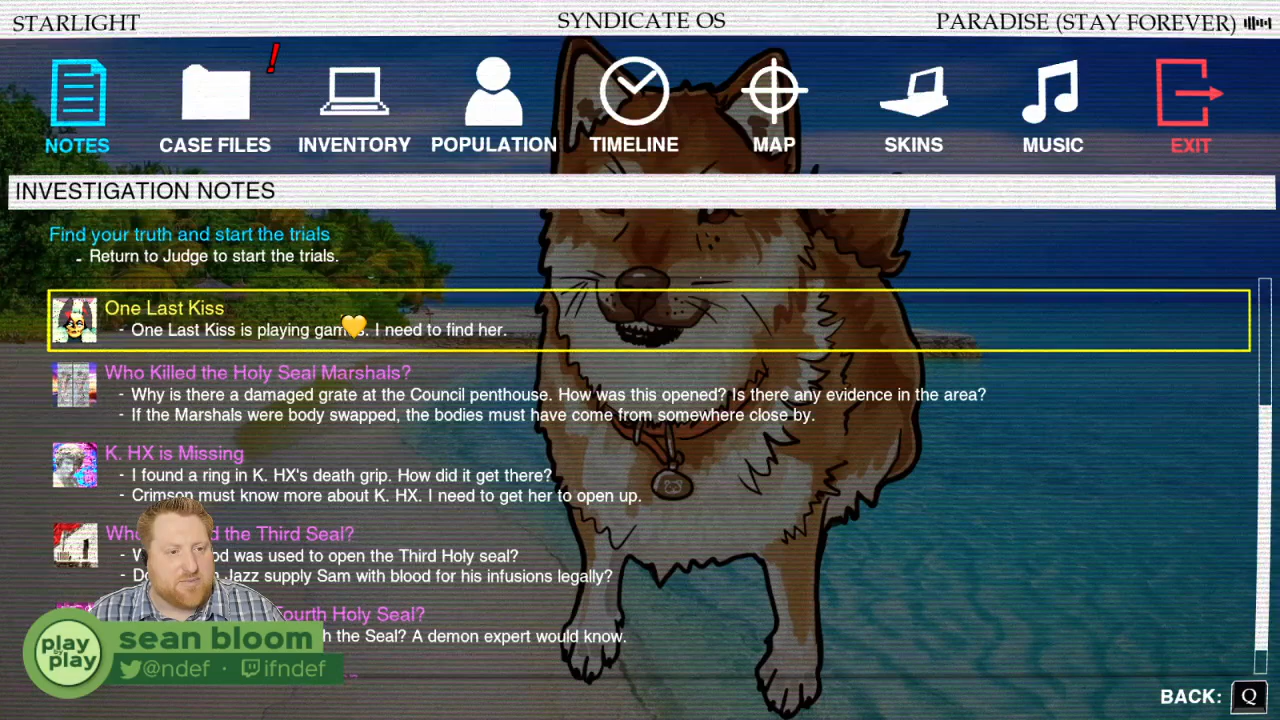 STARLIGHT
SYNDICATE OS
PARADISE (STAY FOREVER)
!
NOTES
CASE FILES
INVENTORY
POPULATION
TIMELINE
MAP
SKINS
MUSIC
EXIT
INVESTIGATION NOTES
Find your truth and start the trials
- Return to Judge to start the trials.
One Last Kiss
- One Last Kiss is playing I need to find her.
Who Killed the Holy Seal Marshals?
- Why is there a damaged grate at the Council penthouse. How was this opened? Is there any evidence in the area?
- If the Marshals were body swapped, the bodies must have come from somewhere close by.
K. HX is Missing
- I found a ring in K. HX's death grip. How did it get there?
- Crimson must know more about K. HX. I need to get her to open up.
the Third Seal?
- was used to open the Third Holy seal?
- Jazz supply Sam with blood for his infusions legally?
Fourth Holy Seal?
the Seal? A demon expert would know.
play by play
sean bloom
@ndef · ifndef
BACK: Q